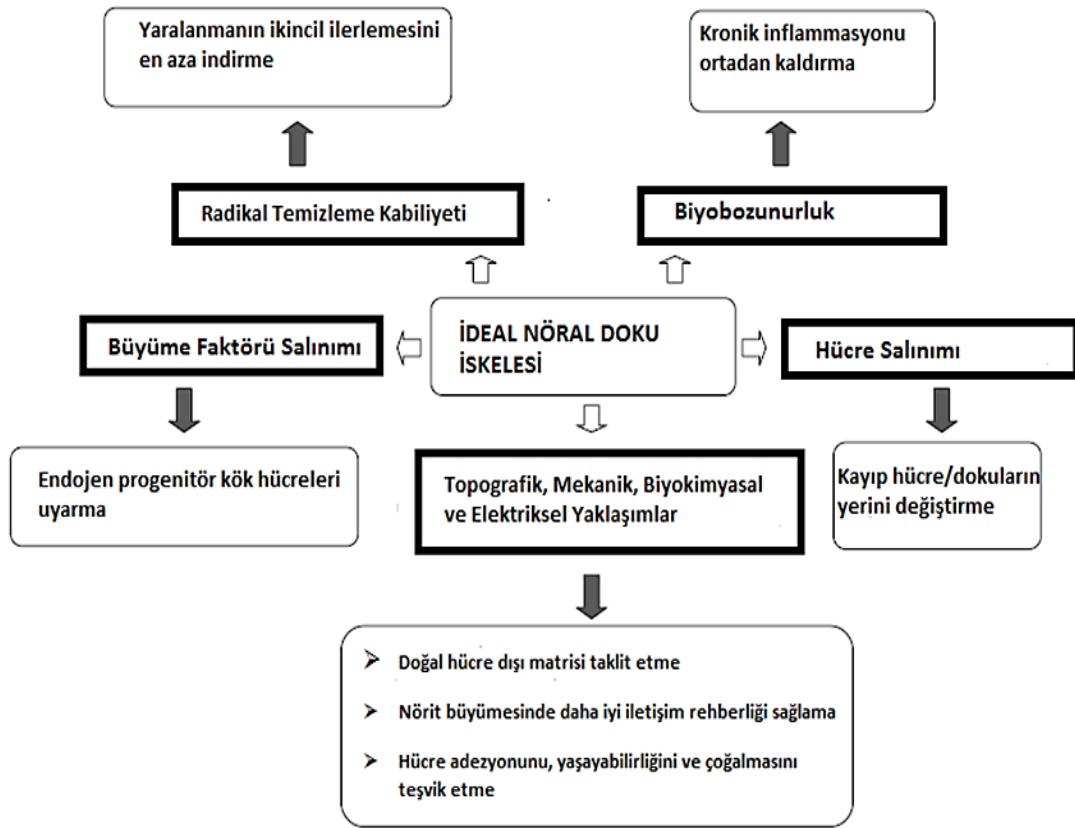 Yaralanmanın ikincil ilerlemesini
en aza indirme
Kronik inflammasyonu
ortadan kaldırma
Radikal Temizleme Kabiliyeti
Biyobozunurluk
İDEAL NÖRAL DOKU
İSKELESİ
Büyüme Faktörü Salınımı
Hücre Salınımı
Endojen progenitör kök hücreleri
uyarma
Topografik, Mekanik, Biyokimyasal
ve Elektriksel Yaklaşımlar
Kayıp hücre/dokuların
yerini değiştirme
➤ Doğal hücre dışı matrisi taklit etme
➤ Nörit büyümesinde daha iyi iletişim rehberliği sağlama
➤ Hücre adezyonunu, yaşayabilirliğini ve çoğalmasını
teşvik etme